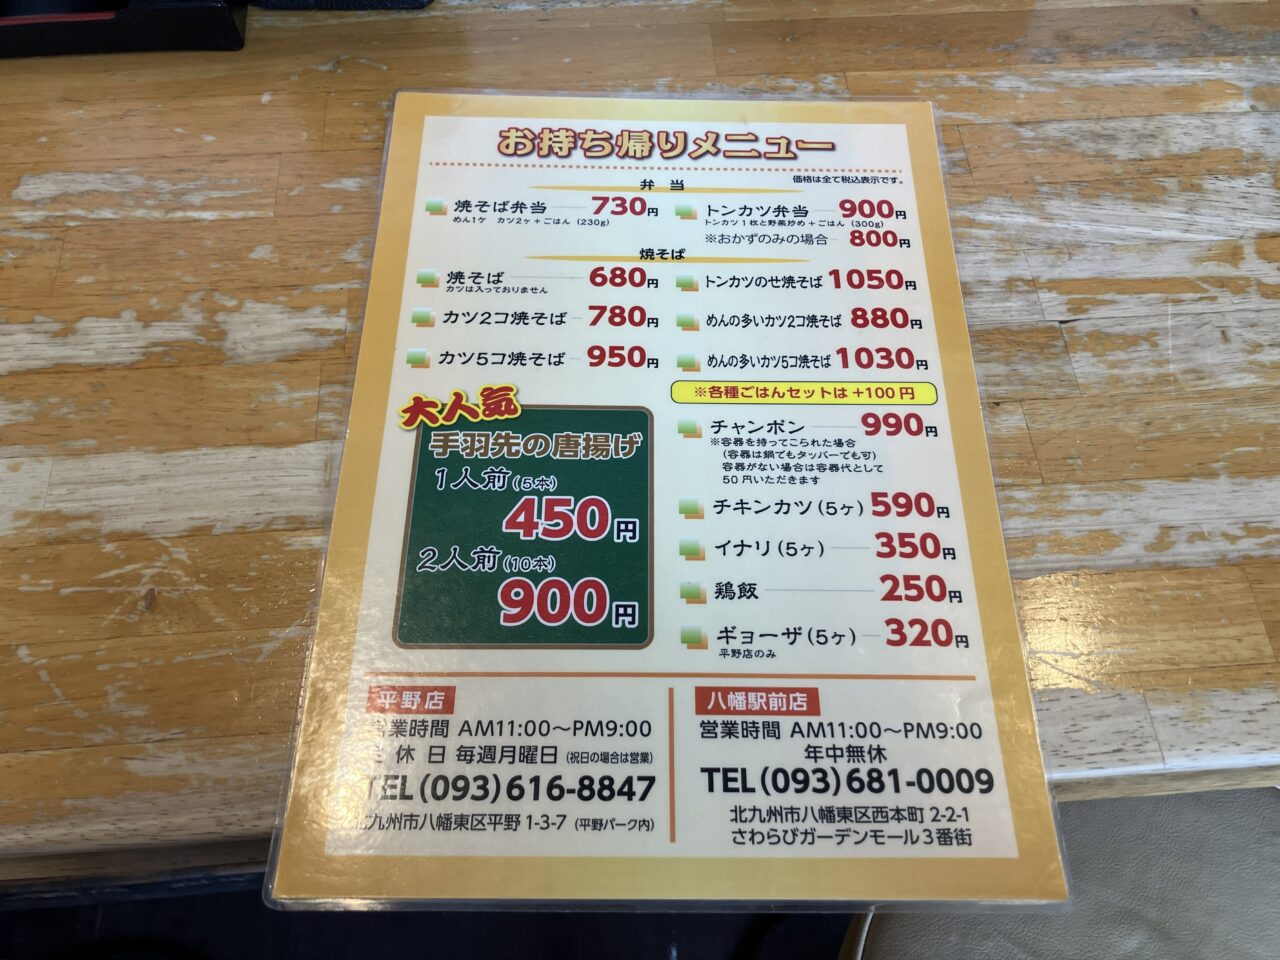 お持ち帰りメニュー
価格は全て税込表示です。
弁当
焼そば弁当 730円
めん1ケ カツ2ヶ+ごはん (230g)
トンカツ弁当 900円
トンカツ1枚と野菜炒め+ごはん (300g)
※おかずのみの場合 800円
焼そば
焼そば 680円
カツは入っておりません
トンカツのせ焼そば 1050円
カツ2コ焼そば 780円
めんの多いカツ2コ焼そば 880円
カツ5コ焼そば 950円
めんの多いカツ5コ焼そば 1030円
※各種ごはんセットは+100円
大人気
手羽先の唐揚げ
1人前(5本)
450円
2人前(10本)
900円
チャンポン 990円
※容器を持ってこられた場合
(容器は鍋でもタッパーでも可)
容器がない場合は容器代として
50円いただきます
チキンカツ(5ヶ) 590円
イナリ(5ヶ) 350円
鶏飯 250円
ギョーザ(5ヶ) 320円
平野店のみ
平野店
営業時間 AM11:00〜PM9:00
休日 毎週月曜日(祝日の場合は営業)
TEL(093)616-8847
北九州市八幡東区平野1-3-7 (平野パーク内)
八幡駅前店
営業時間 AM11:00〜PM9:00
年中無休
TEL(093)681-0009
北九州市八幡東区西本町2-2-1
さわらびガーデンモール3番街